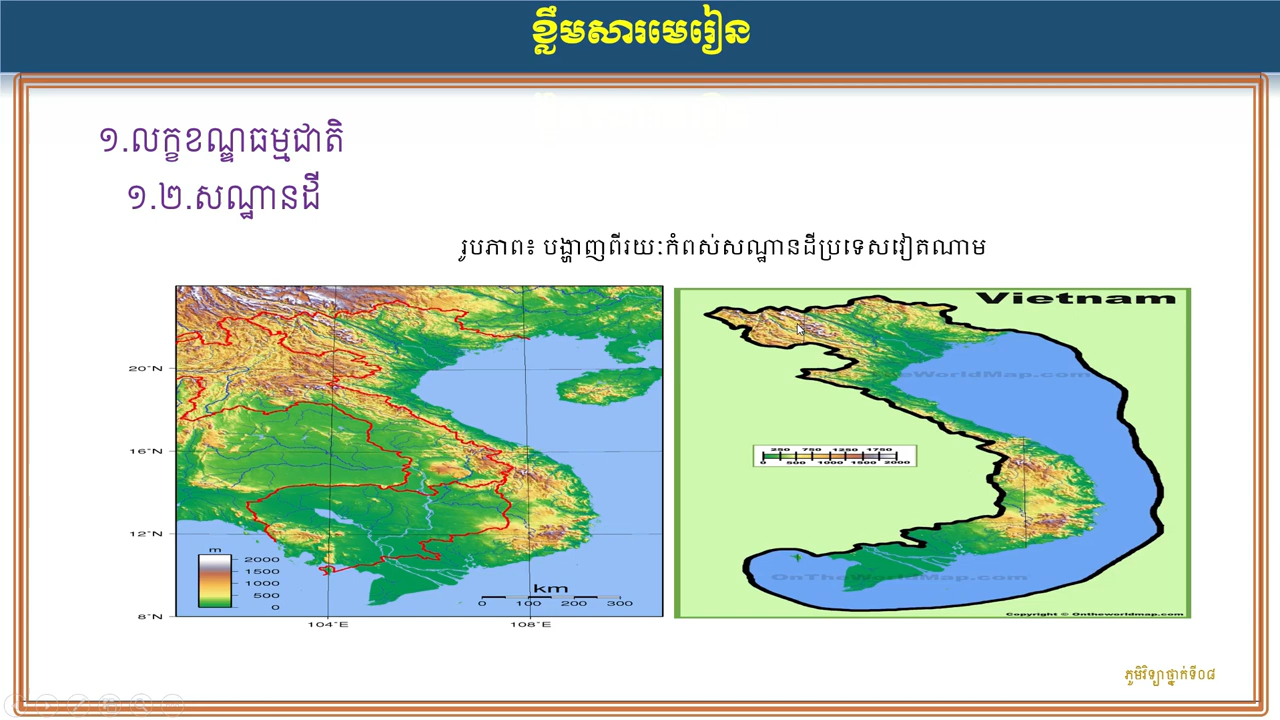 ខ្លឹមសារមេរៀន
១.លក្ខខណ្ឌធម្មជាតិ
១.២.សណ្ឋានដី
រូបភាព៖ បង្ហាញពីរយៈកំពស់សណ្ឋានដីប្រទេសវៀតណាម
20°N
16°N
12°N
8°N
104°E
108°E
m
2000
1500
1000
500
0
km
0 100 200 300
Vietnam
OnTheWorldMap.com
250 750 1250 1750
0 500 1000 1500 2000
OnTheWorldMap.com
Copyright © Ontheworldmap.com
ភូមិវិទ្យាថ្នាក់ទី០៨